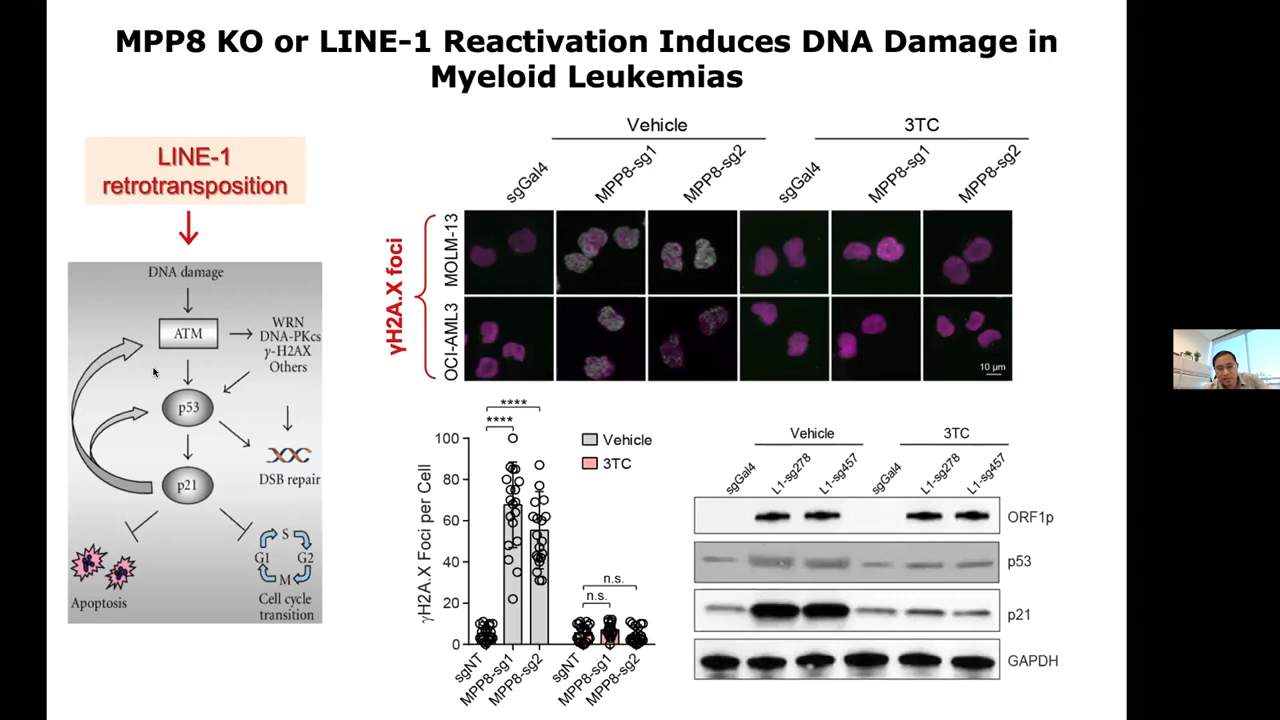 MPP8 KO or LINE-1 Reactivation Induces DNA Damage in
Myeloid Leukemias
LINE-1
retrotransposition
DNA damage
ATM
WRN
DNA-PKcs
γ-H2AX
Others
p53
DSB repair
p21
Apoptosis
S
G1
G2
M
Cell cycle
transition
Vehicle
3TC
sgGal4
MPP8-sg1
MPP8-sg2
sgGal4
MPP8-sg1
MPP8-sg2
γH2A.X foci
MOLM-13
OCI-AML3
10 μm
γH2A.X Foci per Cell
100
80
60
40
20
0
****
****
n.s.
n.s.
Vehicle
3TC
sgNT
MPP8-sg1
MPP8-sg2
sgNT
MPP8-sg1
MPP8-sg2
Vehicle
3TC
sgGal4
L1-sg278
L1-sg457
sgGal4
L1-sg278
L1-sg457
ORF1p
p53
p21
GAPDH